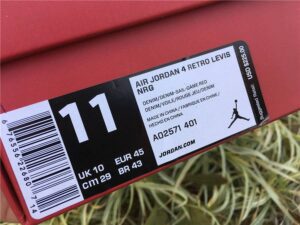 11
UK 10 EUR 45
CM 29 BR 43
AIR JORDAN 4 RETRO LEVIS
NRG
DENIM/DENIM-SAIL-GAME RED
DENIM/VOILE/ROUGE JEU/DENIM
MADE IN CHINA / FABRIQUE EN CHINE /
HECHO EN CHINA
AO2571 401
JORDAN.COM
USD $225.00